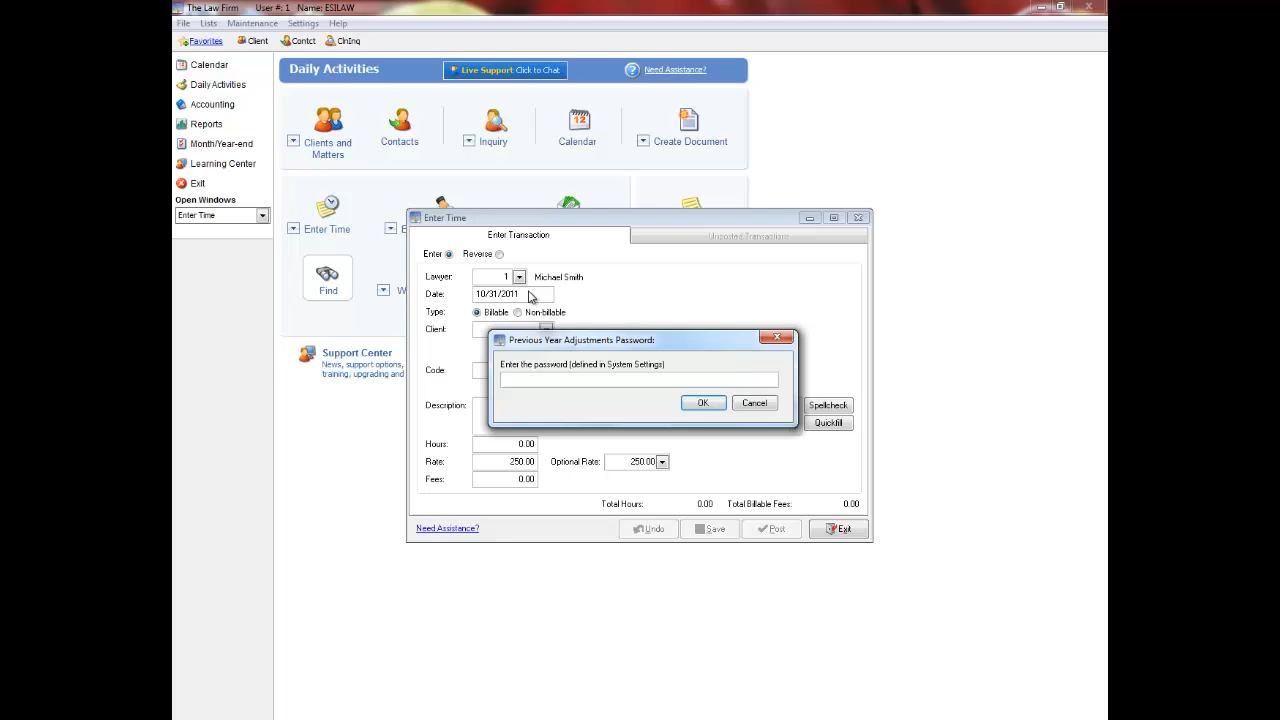 The Law Firm User #: 1 Name: ESILAW
File Lists Maintenance Settings Help
Favorites Client Contct ClnInq
Calendar
Daily Activities
Accounting
Reports
Month/Year-end
Learning Center
Exit
Open Windows
Enter Time
Daily Activities Live Support Click to Chat Need Assistance?
12
Clients and Matters
Contacts
Inquiry
Calendar
Create Document
Enter Time
E
Find
W
Support Center
News, support options,
training, upgrading and
Enter Time
Enter Transaction Unposted Transactions
Enter Reverse
Lawyer: 1 Michael Smith
Date: 10/31/2011
Type: Billable Non-billable
Client:
Previous Year Adjustments Password:
Enter the password (defined in System Settings)
OK Cancel
Code:
Description: Spellcheck
Quickfill
Hours: 0.00
Rate: 250.00 Optional Rate: 250.00
Fees: 0.00
Total Hours: 0.00 Total Billable Fees: 0.00
Need Assistance? Undo Save Post Exit